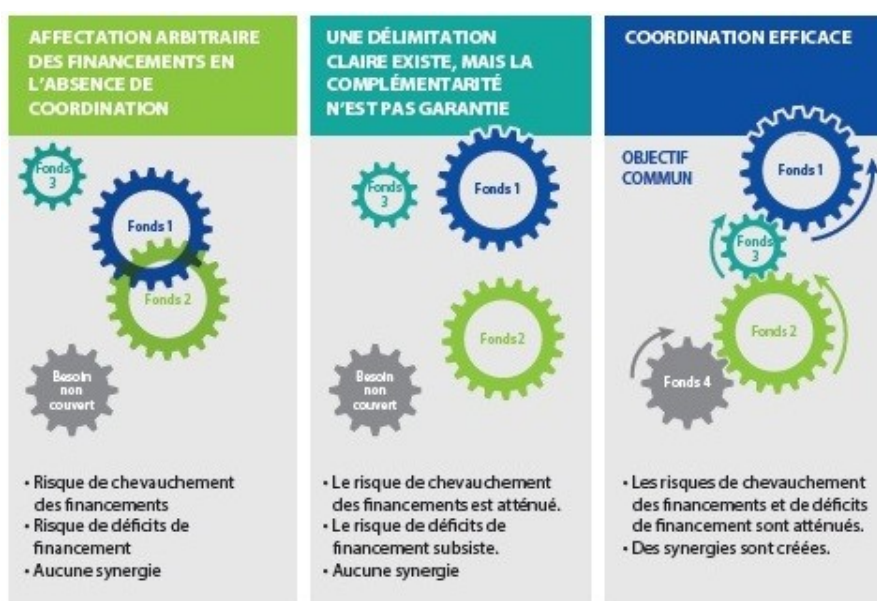 AFFECTATION ARBITRAIRE
DES FINANCEMENTS EN
L'ABSENCE DE
COORDINATION
Fonds
3
Fonds 1
Fonds 2
Besoin
non
couvert
• Risque de chevauchement
des financements
• Risque de déficits de
financement
• Aucune synergie
UNE DÉLIMITATION
CLAIRE EXISTE, MAIS LA
COMPLÉMENTARITÉ
N'EST PAS GARANTIE
Fonds
3
Fonds 1
Fonds 2
Besoin
non
couvert
• Le risque de chevauchement
des financements est atténué.
• Le risque de déficits de
financement subsiste.
• Aucune synergie
COORDINATION EFFICACE
OBJECTIF
COMMUN
Fonds 1
Fonds
3
Fonds 2
Fonds 4
• Les risques de chevauchement
des financements et de déficits
de financement sont atténués.
• Des synergies sont créées.